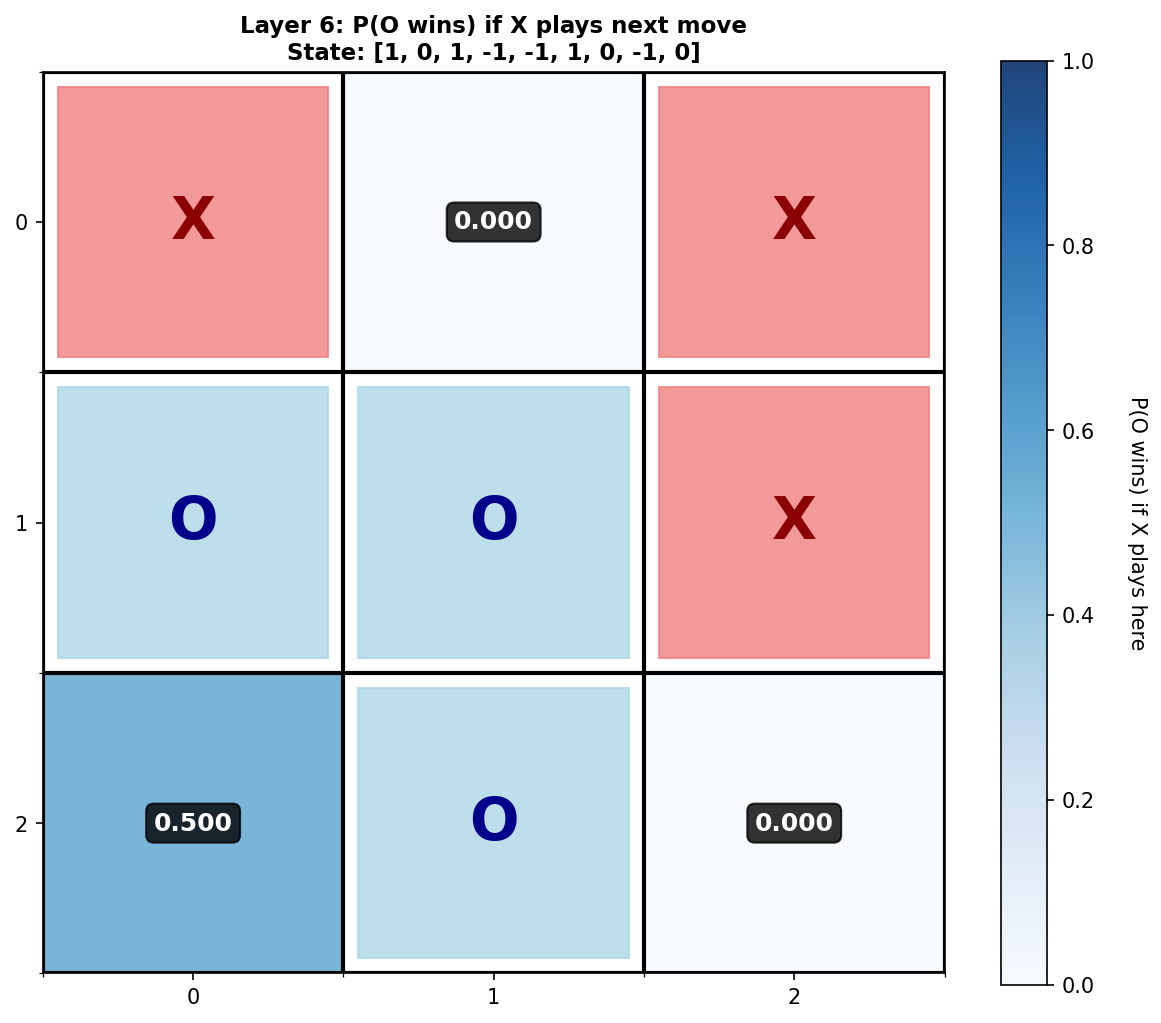 Layer 6: P(O wins) if X plays next move
State: [1, 0, 1, -1, -1, 1, 0, -1, 0]
X
0.000
X
O
O
X
0.500
O
0.000
0
1
2
0
1
2
1.0
0.8
0.6
0.4
0.2
0.0
P(O wins) if X plays here